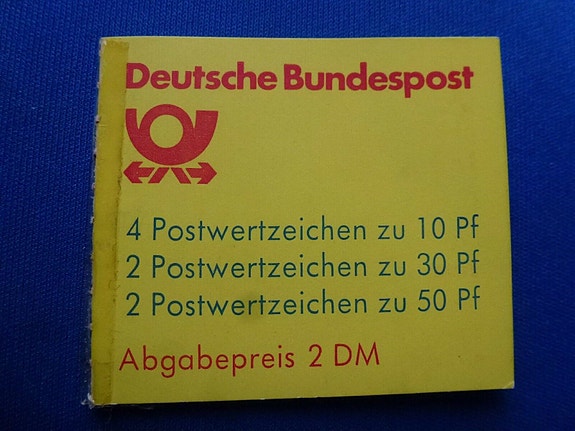 Deutsche Bundespost
4 Postwertzeichen zu 10 Pf
2 Postwertzeichen zu 30 Pf
2 Postwertzeichen zu 50 Pf
Abgabepreis 2 DM